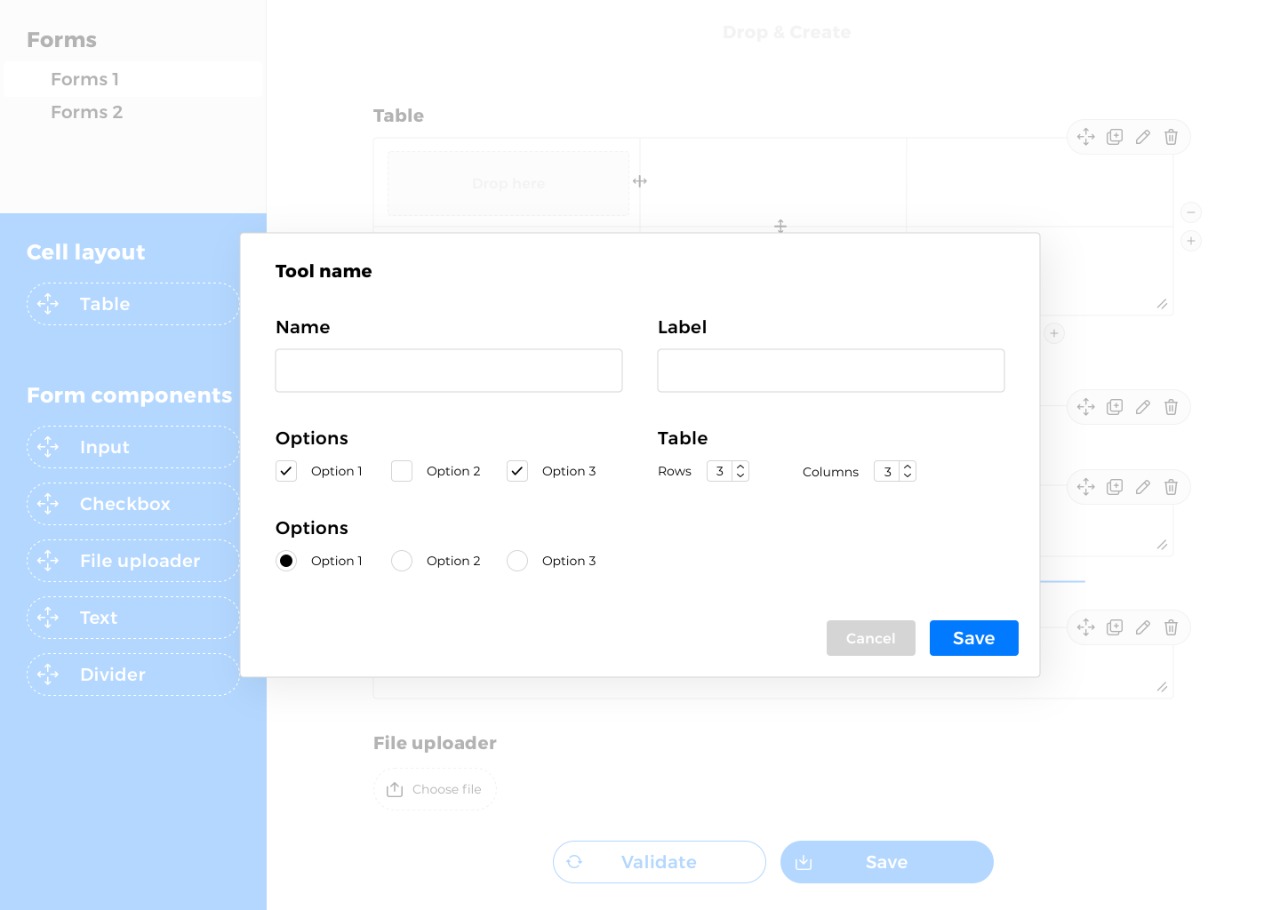 Forms
Forms 1
Forms 2
Cell layout
Table
Form components
Input
Checkbox
File uploader
Text
Divider
Drop & Create
Table
Drop here
Tool name
Name
Label
Options
Option 1
Option 2
Option 3
Table
Rows
3
Columns
3
Options
Option 1
Option 2
Option 3
Cancel
Save
File uploader
Choose file
Validate
Save